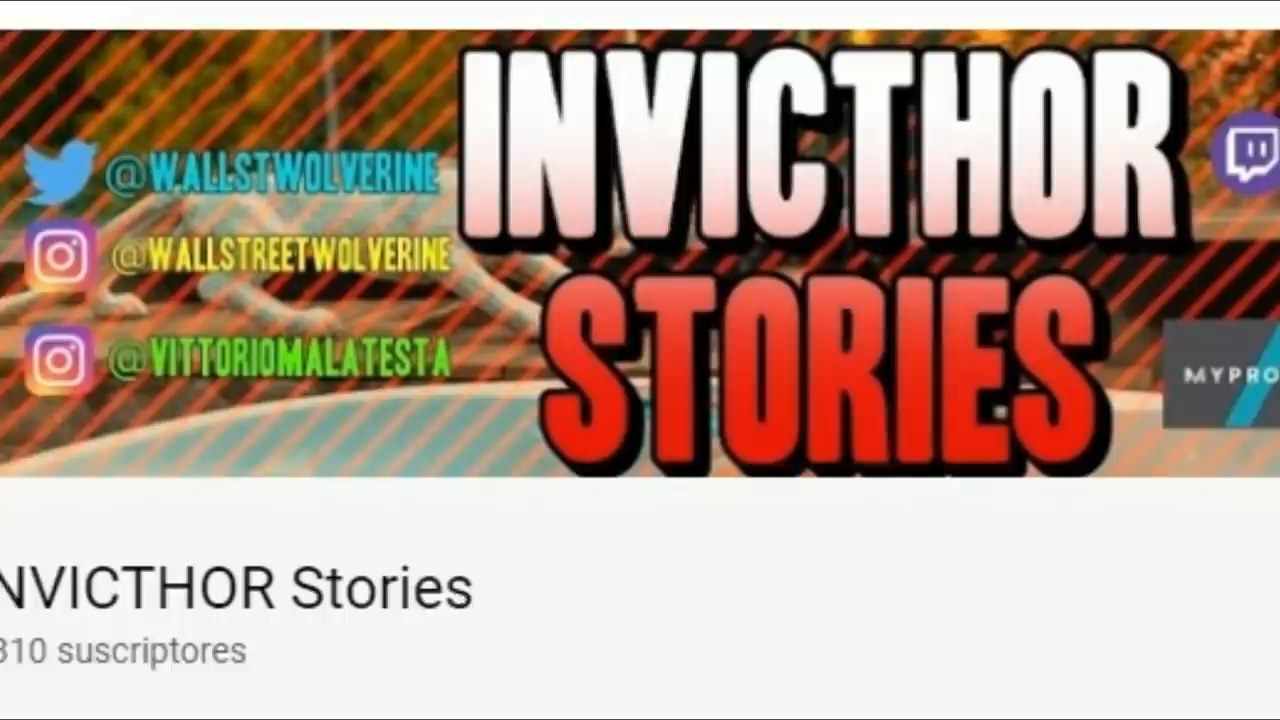 @WALLSTWOLVERINE
@WALLSTREETWOLVERINE
@VITTORIOMALATESTA
INVICTHOR
STORIES
MYPRO
NVICTHOR Stories
310 suscriptores